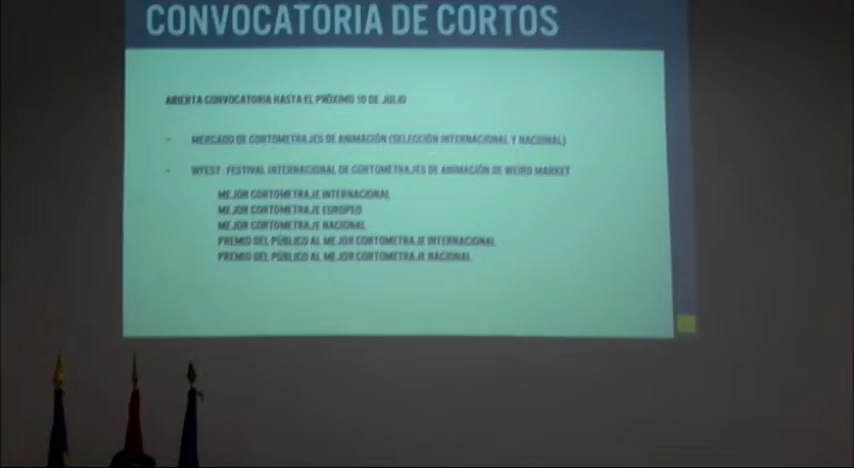 CONVOCATORIA DE CORTOS
ABIERTA CONVOCATORIA HASTA EL PRÓXIMO 10 DE JULIO
- MERCADO DE CORTOMETRAJES DE ANIMACIÓN (SELECCIÓN INTERNACIONAL Y NACIONAL)
- WFEST: FESTIVAL INTERNACIONAL DE CORTOMETRAJES DE ANIMACIÓN DE WEIRD MARKET
MEJOR CORTOMETRAJE INTERNACIONAL
MEJOR CORTOMETRAJE EUROPEO
MEJOR CORTOMETRAJE NACIONAL
PREMIO DEL PÚBLICO AL MEJOR CORTOMETRAJE INTERNACIONAL
PREMIO DEL PÚBLICO AL MEJOR CORTOMETRAJE NACIONAL